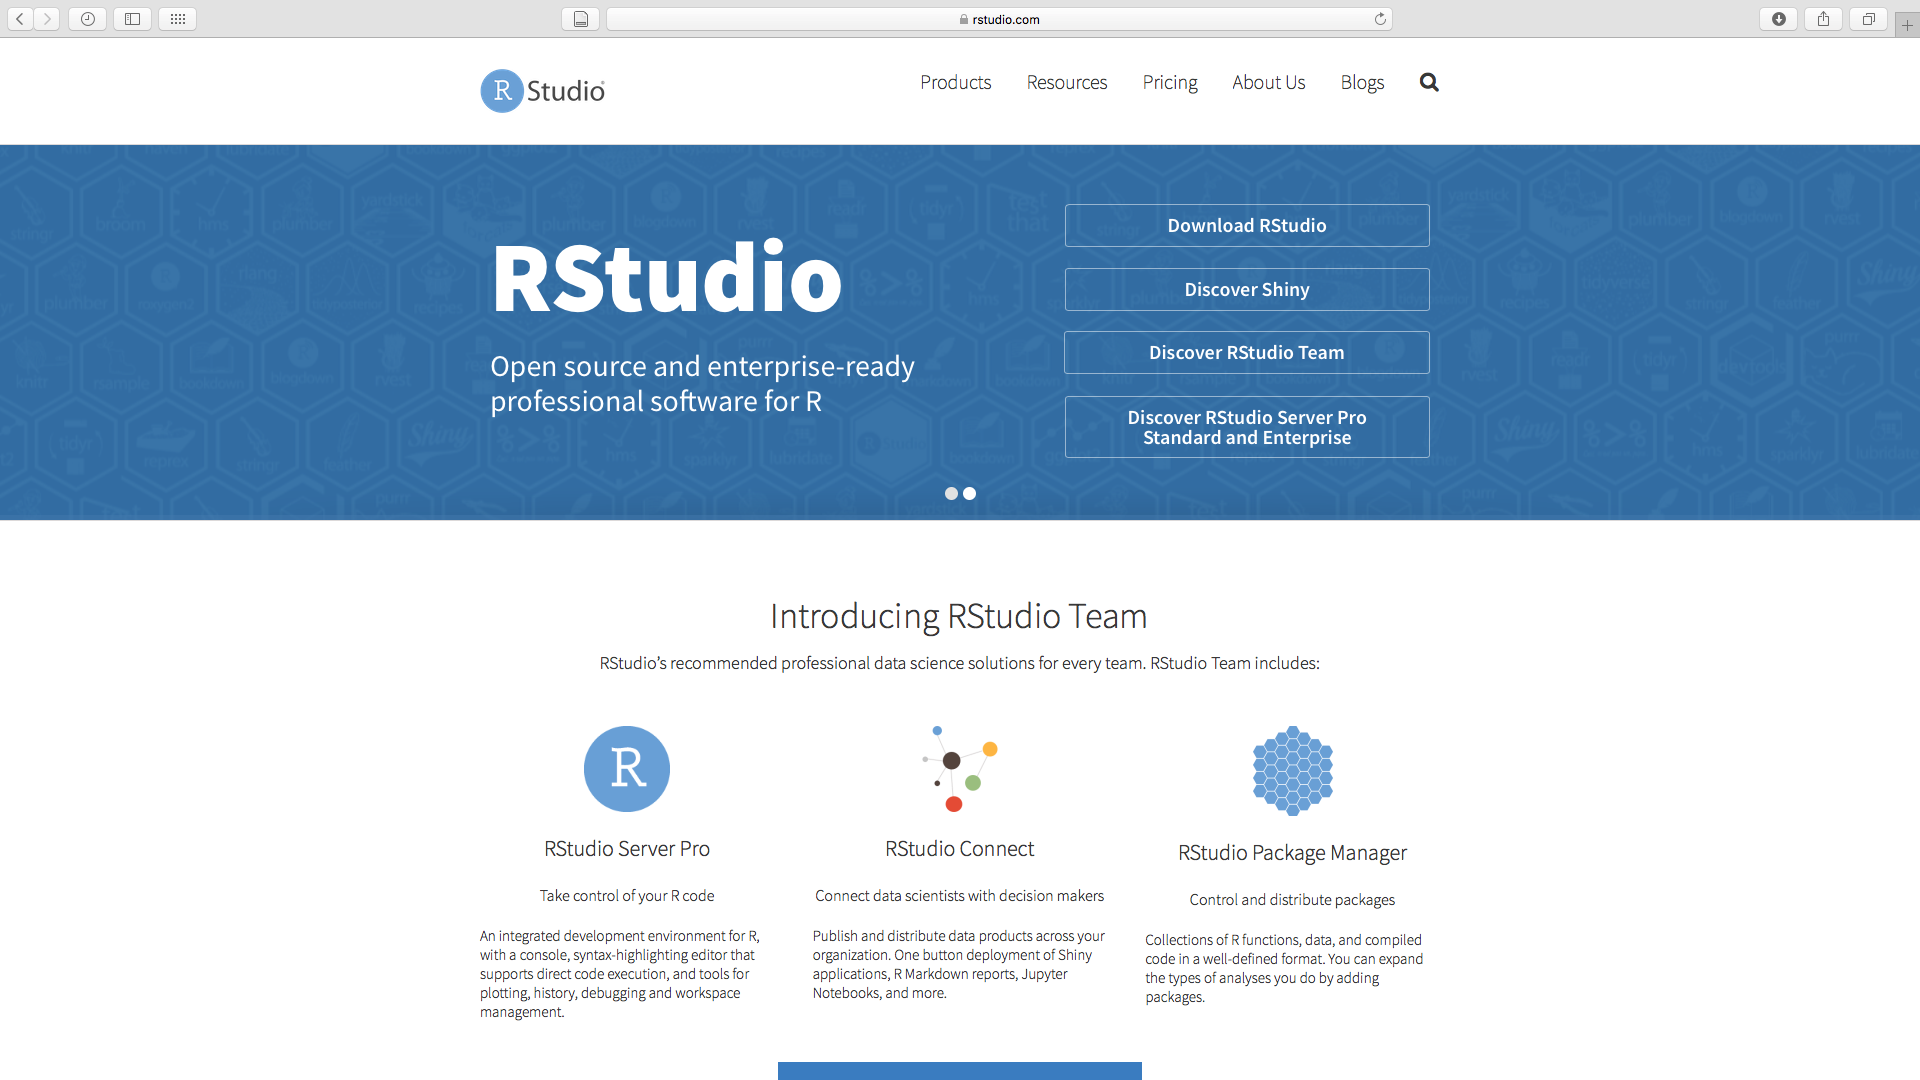 rstudio.com
R Studio
Products Resources Pricing About Us Blogs
RStudio
Open source and enterprise-ready
professional software for R
Download RStudio
Discover Shiny
Discover RStudio Team
Discover RStudio Server Pro
Standard and Enterprise
Introducing RStudio Team
RStudio’s recommended professional data science solutions for every team. RStudio Team includes:
R
RStudio Server Pro
Take control of your R code
An integrated development environment for R,
with a console, syntax-highlighting editor that
supports direct code execution, and tools for
plotting, history, debugging and workspace
management.
RStudio Connect
Connect data scientists with decision makers
Publish and distribute data products across your
organization. One button deployment of Shiny
applications, R Markdown reports, Jupyter
Notebooks, and more.
RStudio Package Manager
Control and distribute packages
Collections of R functions, data, and compiled
code in a well-defined format. You can expand
the types of analyses you do by adding
packages.